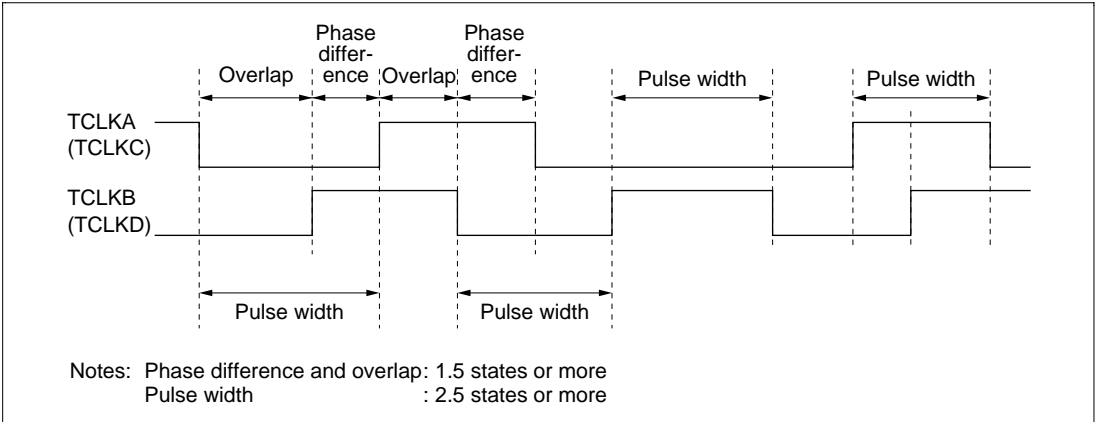 Phase
differ-
ence
Phase
differ-
ence
Overlap
Overlap
Pulse width
Pulse width
TCLKA
(TCLKC)
TCLKB
(TCLKD)
Pulse width
Pulse width
Notes: Phase difference and overlap : 1.5 states or more
Pulse width : 2.5 states or more